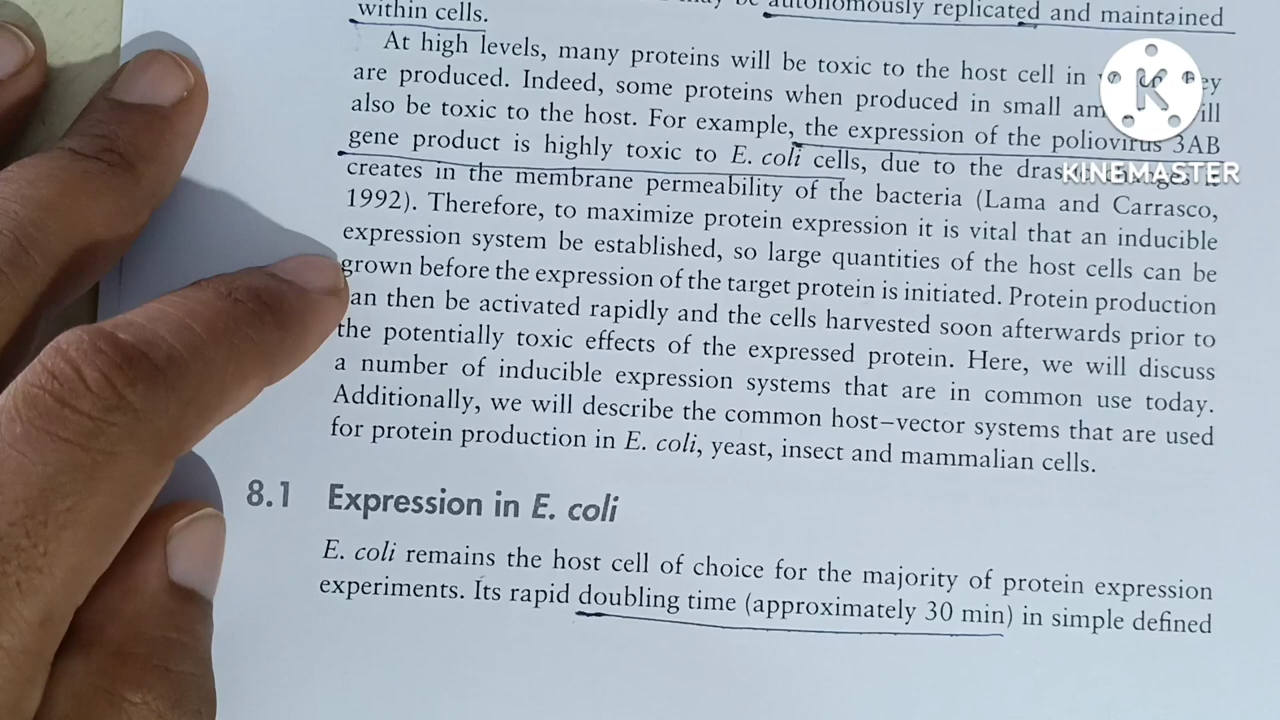 autonomously replicated and maintained
within cells.
At high levels, many proteins will be toxic to the host cell in
are produced. Indeed, some proteins when produced in small
also be toxic to the host. For example, the expression of the poliovirus 3AB
gene product is highly toxic to E. coli cells, due to the
creates in the membrane permeability of the bacteria (Lama and Carrasco,
1992). Therefore, to maximize protein expression it is vital that an inducible
expression system be established, so large quantities of the host cells can be
grown before the expression of the target protein is initiated. Protein production
an then be activated rapidly and the cells harvested soon afterwards prior to
the potentially toxic effects of the expressed protein. Here, we will discuss
a number of inducible expression systems that are in common use today.
Additionally, we will describe the common host–vector systems that are used
for protein production in E. coli, yeast, insect and mammalian cells.
8.1 Expression in E. coli
E. coli remains the host cell of choice for the majority of protein expression
experiments. Its rapid doubling time (approximately 30 min) in simple defined
K
KINEMASTER